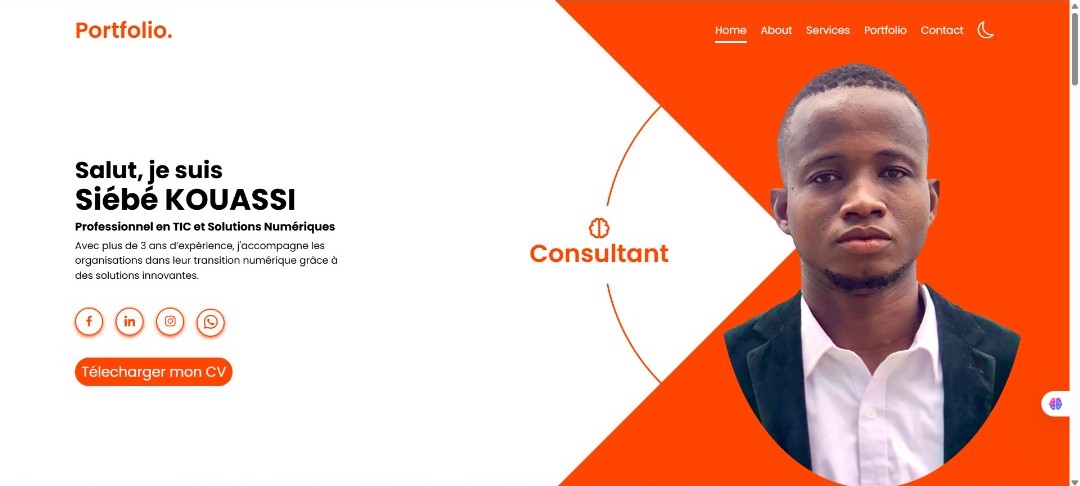 Portfolio.
Home About Services Portfolio Contact
Salut, je suis
Siébé KOUASSI
Professionnel en TIC et Solutions Numériques
Avec plus de 3 ans d'expérience, j'accompagne les
organisations dans leur transition numérique grâce à
des solutions innovantes.
Consultant
Télecharger mon CV